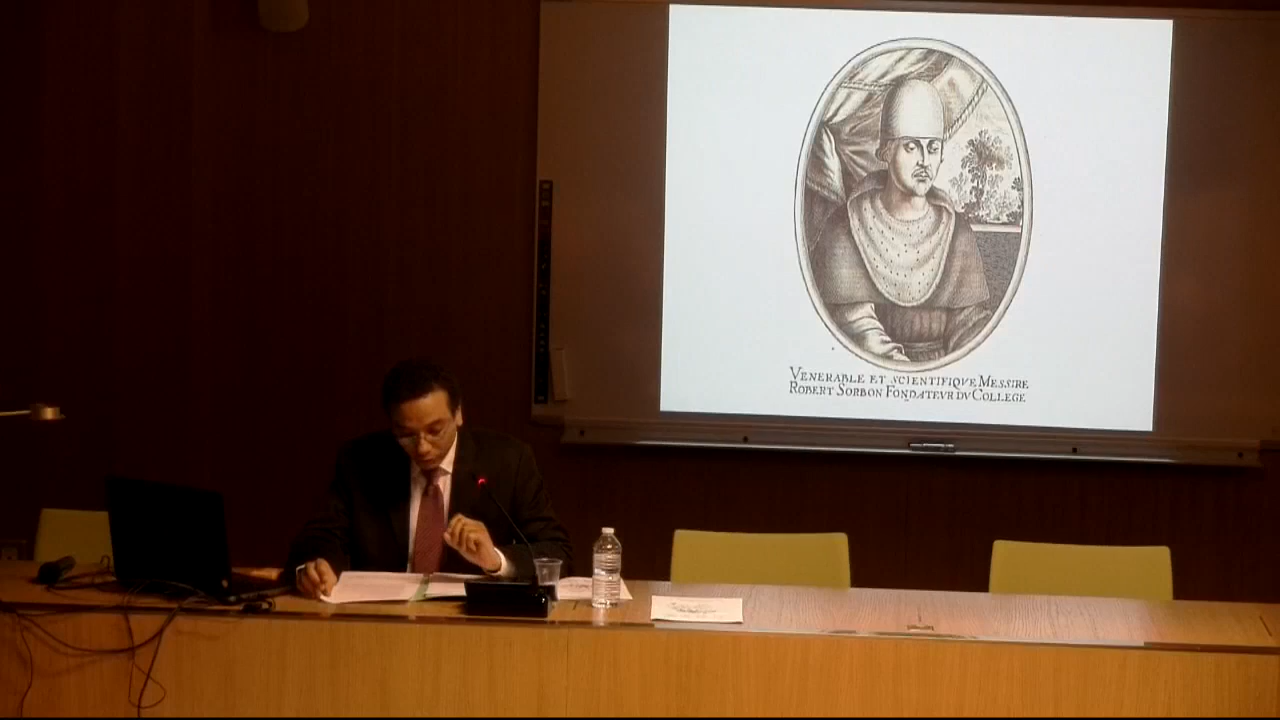 VENERABLE ET SCIENTIFIQVE MESSIRE
ROBERT SORBON FONDATEVR DV COLLEGE